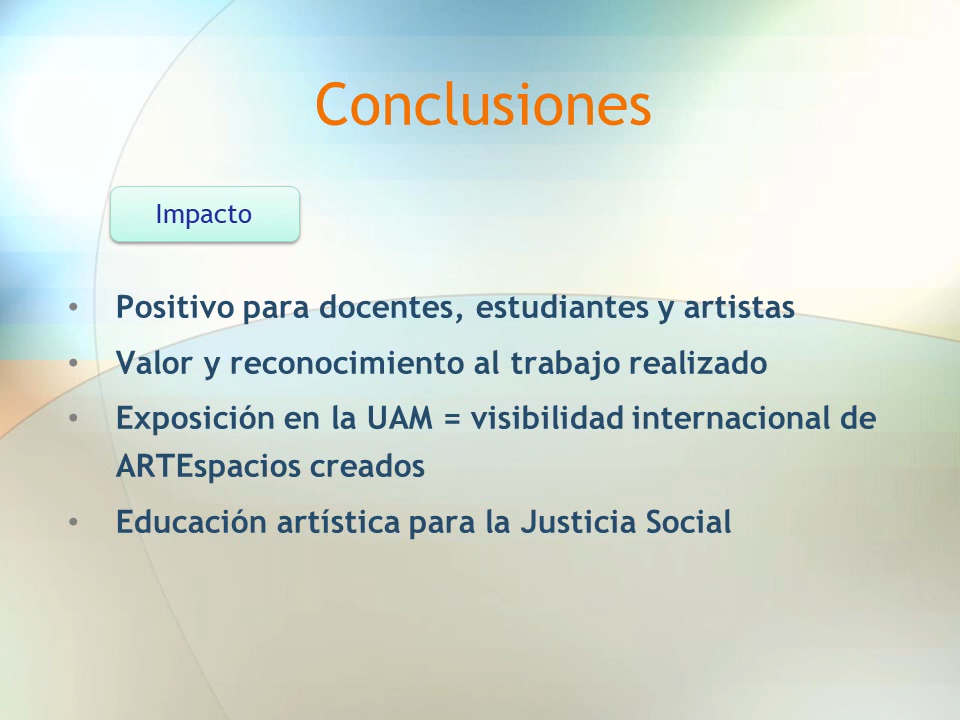 Conclusiones
Impacto
• Positivo para docentes, estudiantes y artistas
• Valor y reconocimiento al trabajo realizado
• Exposición en la UAM = visibilidad internacional de
ARTEspacios creados
• Educación artística para la Justicia Social